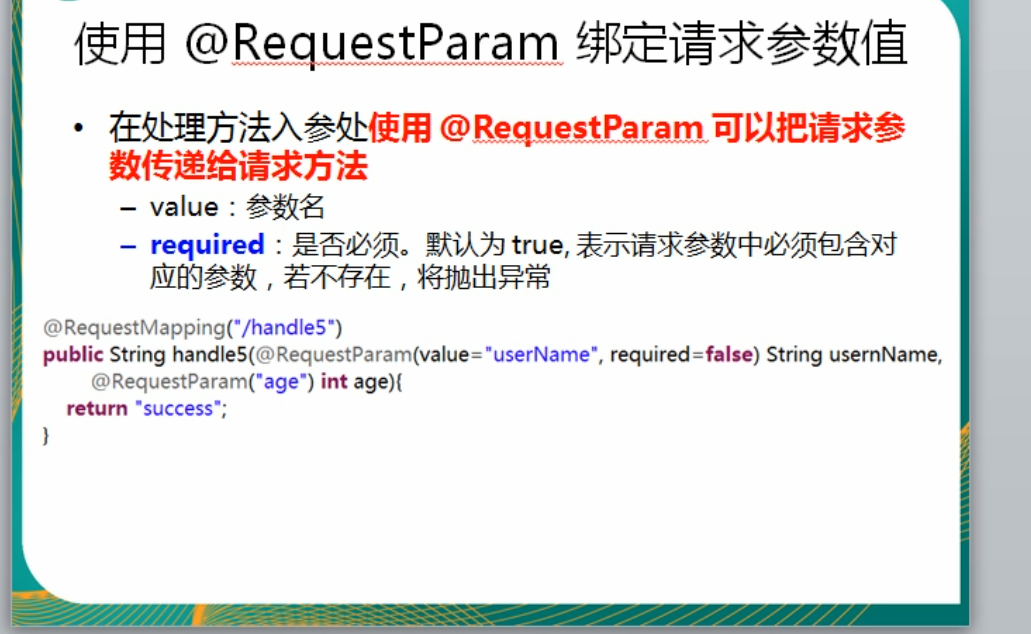 使用 @RequestParam 绑定请求参数值
• 在处理方法入参处使用 @RequestParam 可以把请求参
数传递给请求方法
– value：参数名
– required：是否必须。默认为 true, 表示请求参数中必须包含对
应的参数，若不存在，将抛出异常
@RequestMapping("/handle5")
public String handle5(@RequestParam(value="userName", required=false) String usernName,
@RequestParam("age") int age){
return "success";
}